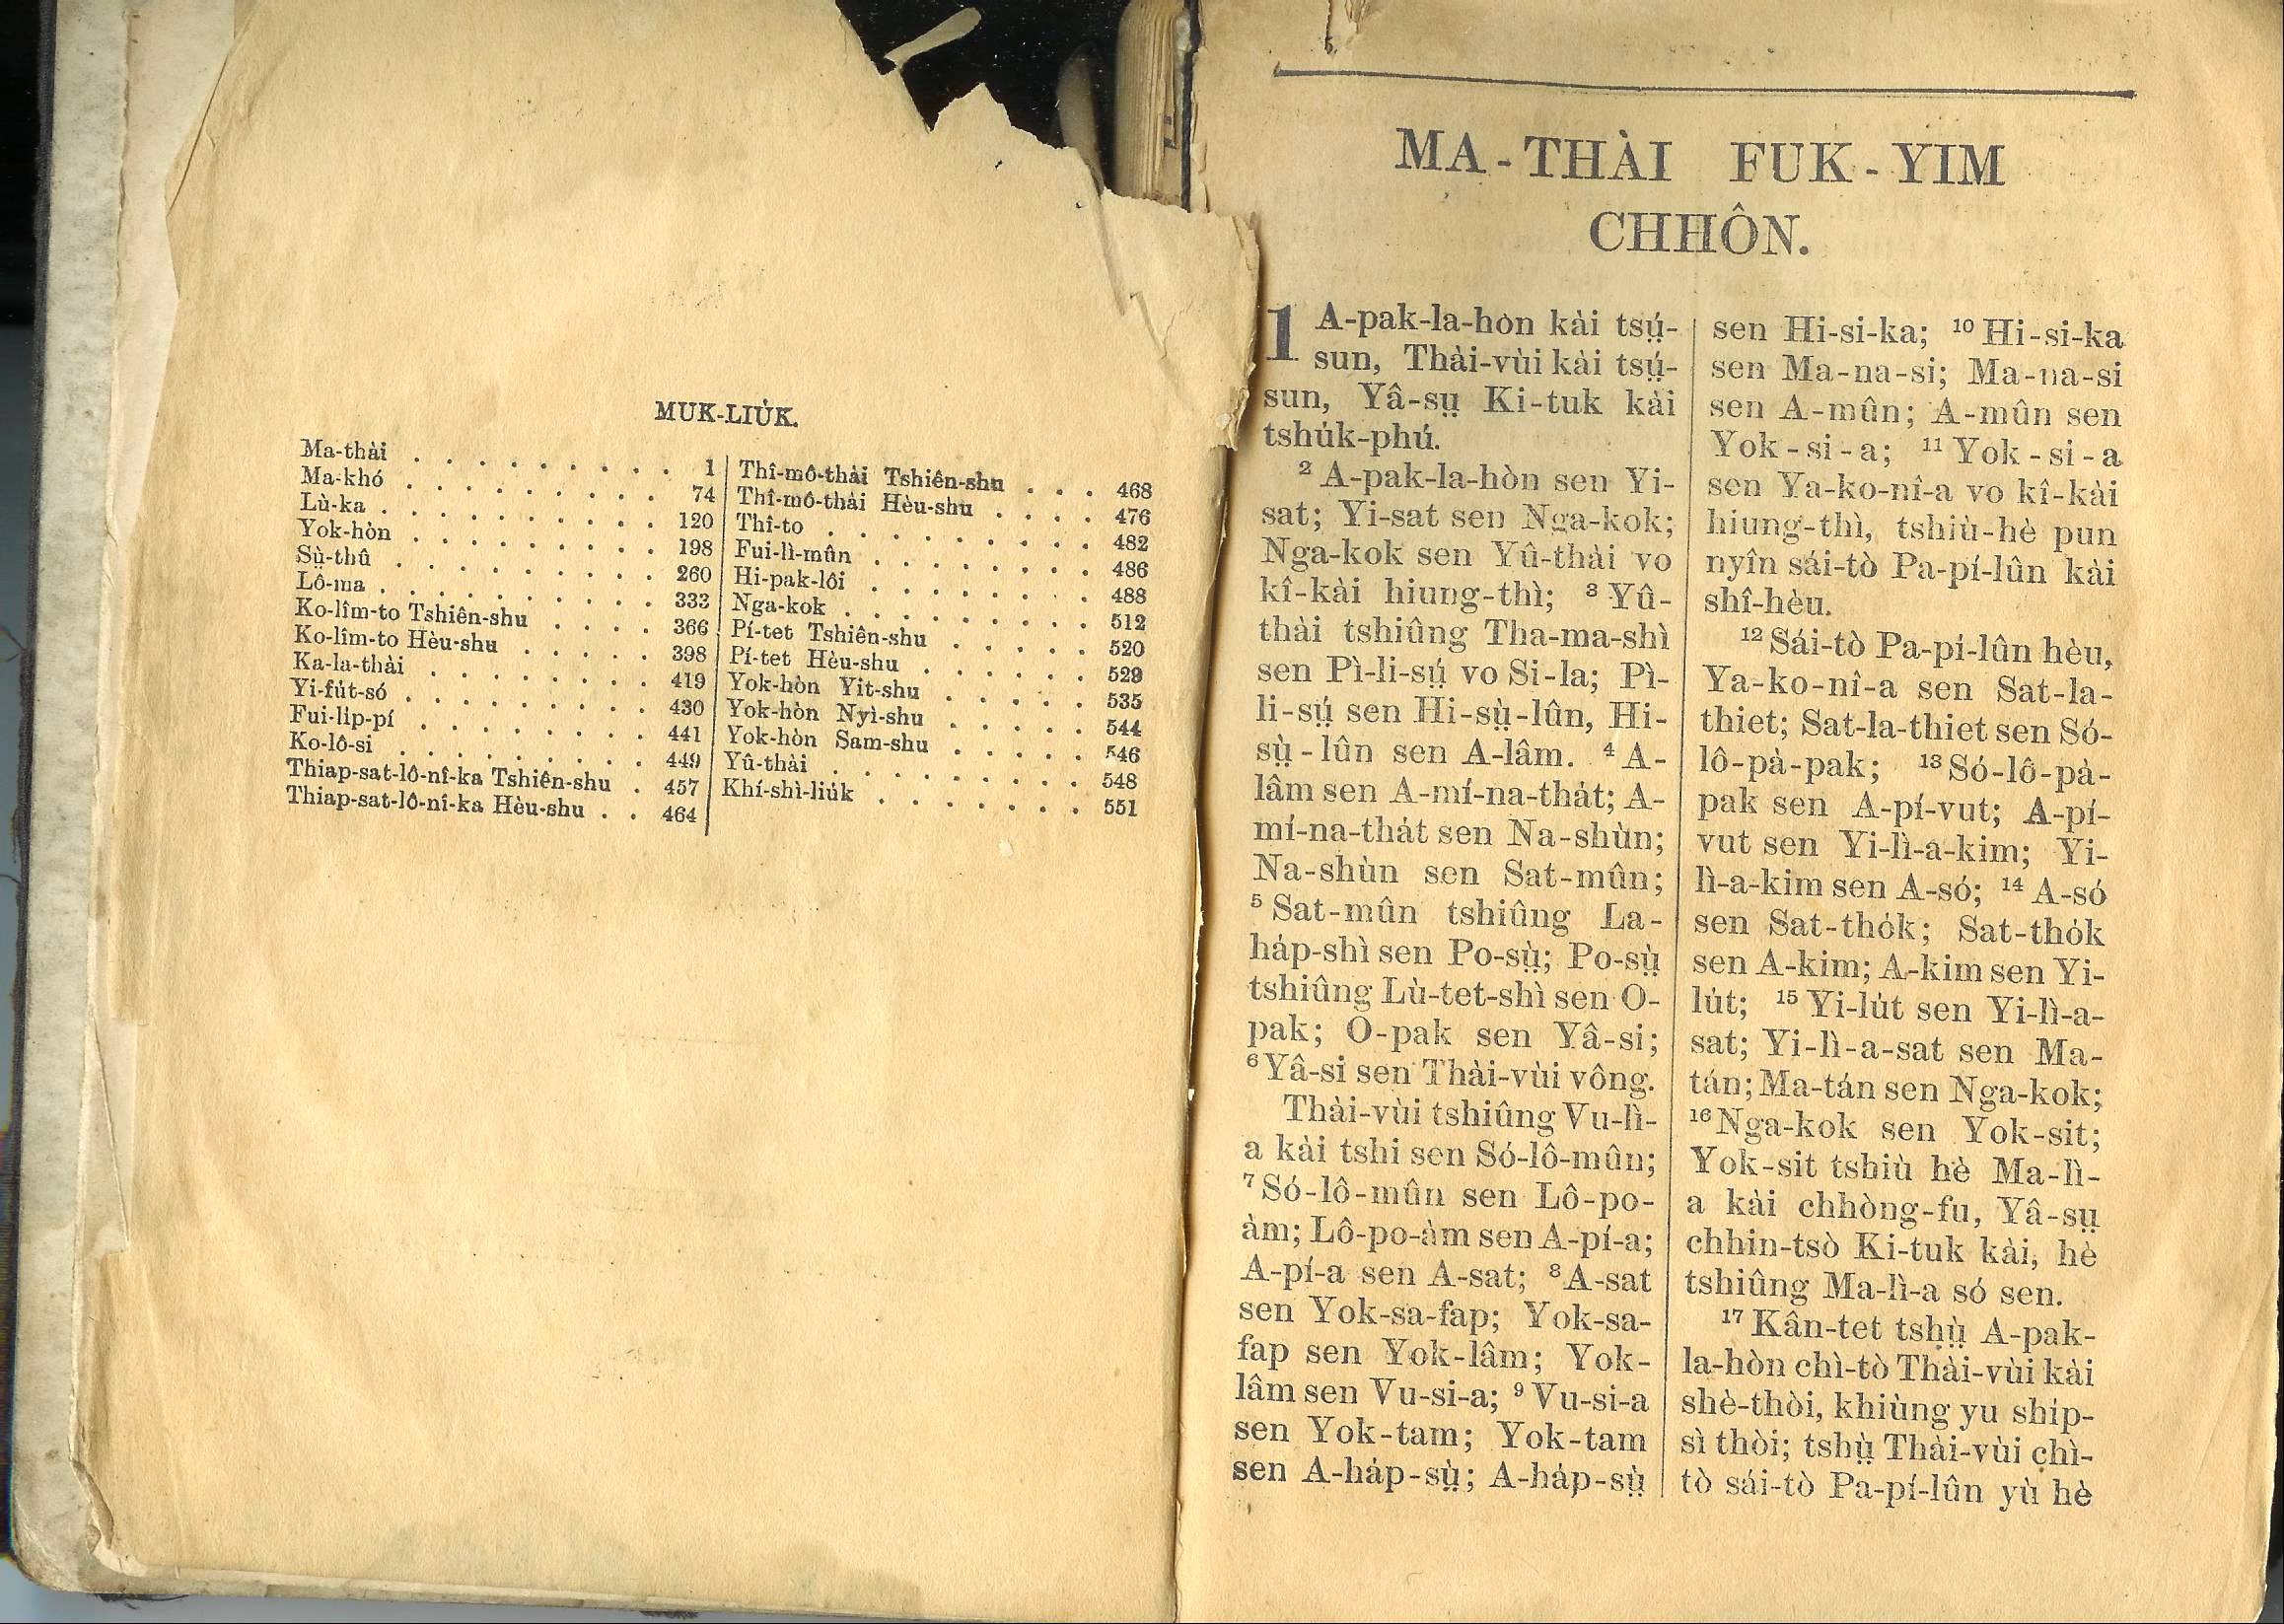 MUK-LIU̍K.
Ma-thài . . . . . . . . . 1
Ma-khó . . . . . . . . 74
Lù-ka . . . . . . . . . 120
Yok-hòn . . . . . . . . 198
Sṳ̀-thû . . . . . . . . 260
Lô-ma . . . . . . . . . 333
Ko-lîm-to Tshiên-shu . . . . 366
Ko-lîm-to Hèu-shu . . . . . 398
Ka-la-thài . . . . . . . 419
Yi-fu̍t-só . . . . . . . . 430
Fui-li̍p-pí . . . . . . . 441
Ko-lô-si . . . . . . . . 449
Thiap-sat-lô-nî-ka Tshiên-shu . 457
Thiap-sat-lô-nî-ka Hèu-shu . . 464
Thî-mô-thài Tshiên-shu . . . 468
Thî-mô-thài Hèu-shu . . . . 476
Thî-to . . . . . . . . 482
Fui-lì-mûn . . . . . . . 486
Hi-pak-lôi . . . . . . . 488
Nga-kok . . . . . . . . 512
Pí-tet Tshiên-shu . . . . . 520
Pí-tet Hèu-shu . . . . . . 529
Yok-hòn Yit-shu . . . . . 535
Yok-hòn Nyì-shu . . . . . 544
Yok-hòn Sam-shu . . . . . 546
Yû-thài . . . . . . . . 548
Khí-shì-liu̍k . . . . . . . 551
MA-THÀI FUK-YIM
CHHÔN.
1 A-pak-la-hòn kài tsṳ́-
sun, Thài-vùi kài tsṳ́-
sun, Yâ-sṳ Ki-tuk kài
tshu̍k-phú.
² A-pak-la-hòn sen Yi-
sat; Yi-sat sen Nga-kok;
Nga-kok sen Yû-thài vo
kî-kài hiung-thì; ³ Yû-
thài tshiûng Tha-ma-shì
sen Pì-li-sṳ́ vo Si-la; Pì-
li-sṳ́ sen Hi-sṳ̀-lûn, Hi-
sṳ̀-lûn sen A-lâm. ⁴ A-
lâm sen A-mí-na-tha̍t; A-
mí-na-tha̍t sen Na-shùn;
Na-shùn sen Sat-mûn;
⁵ Sat-mûn tshiûng La-
ha̍p-shì sen Po-sṳ̀; Po-sṳ̀
tshiûng Lù-tet-shì sen O-
pak; O-pak sen Yâ-si;
⁶ Yâ-si sen Thài-vùi vông.
Thài-vùi tshiûng Vu-lì-
a kài tshi sen Só-lô-mûn;
⁷ Só-lô-mûn sen Lô-po-
àm; Lô-po-àm sen A-pí-a;
A-pí-a sen A-sat; ⁸ A-sat
sen Yok-sa-fap; Yok-sa-
fap sen Yok-lâm; Yok-
lâm sen Vu-si-a; ⁹ Vu-si-a
sen Yok-tam; Yok-tam
sen A-ha̍p-sṳ̀; A-ha̍p-sṳ̀
sen Hi-si-ka; ¹⁰ Hi-si-ka
sen Ma-na-si; Ma-na-si
sen A-mûn; A-mûn sen
Yok-si-a; ¹¹ Yok-si-a
sen Ya-ko-nî-a vo kî-kài
hiung-thì, tshiù-hè pun
nyîn sái-tò Pa-pí-lûn kài
shî-hèu.
¹² Sái-tò Pa-pí-lûn hèu,
Ya-ko-nî-a sen Sat-la-
thiet; Sat-la-thiet sen Só-
lô-pà-pak; ¹³ Só-lô-pà-
pak sen A-pí-vut; A-pí-
vut sen Yi-lì-a-kim; Yi-
lì-a-kim sen A-só; ¹⁴ A-só
sen Sat-tho̍k; Sat-tho̍k
sen A-kim; A-kim sen Yi-
lu̍t; ¹⁵ Yi-lu̍t sen Yi-lì-a-
sat; Yi-lì-a-sat sen Ma-
tán; Ma-tán sen Nga-kok;
¹⁶ Nga-kok sen Yok-sit;
Yok-sit tshiù hè Ma-lì-
a kài chhòng-fu, Yâ-sṳ
chhin-tsò Ki-tuk kài, hè
tshiûng Ma-lì-a só sen.
¹⁷ Kân-tet tshṳ̀ A-pak-
la-hòn chì-tò Thài-vùi kài
shè-thòi, khiùng yu shi̍p-
sì thòi; tshṳ̀ Thài-vùi chì-
tò sái-tò Pa-pí-lûn yù hè